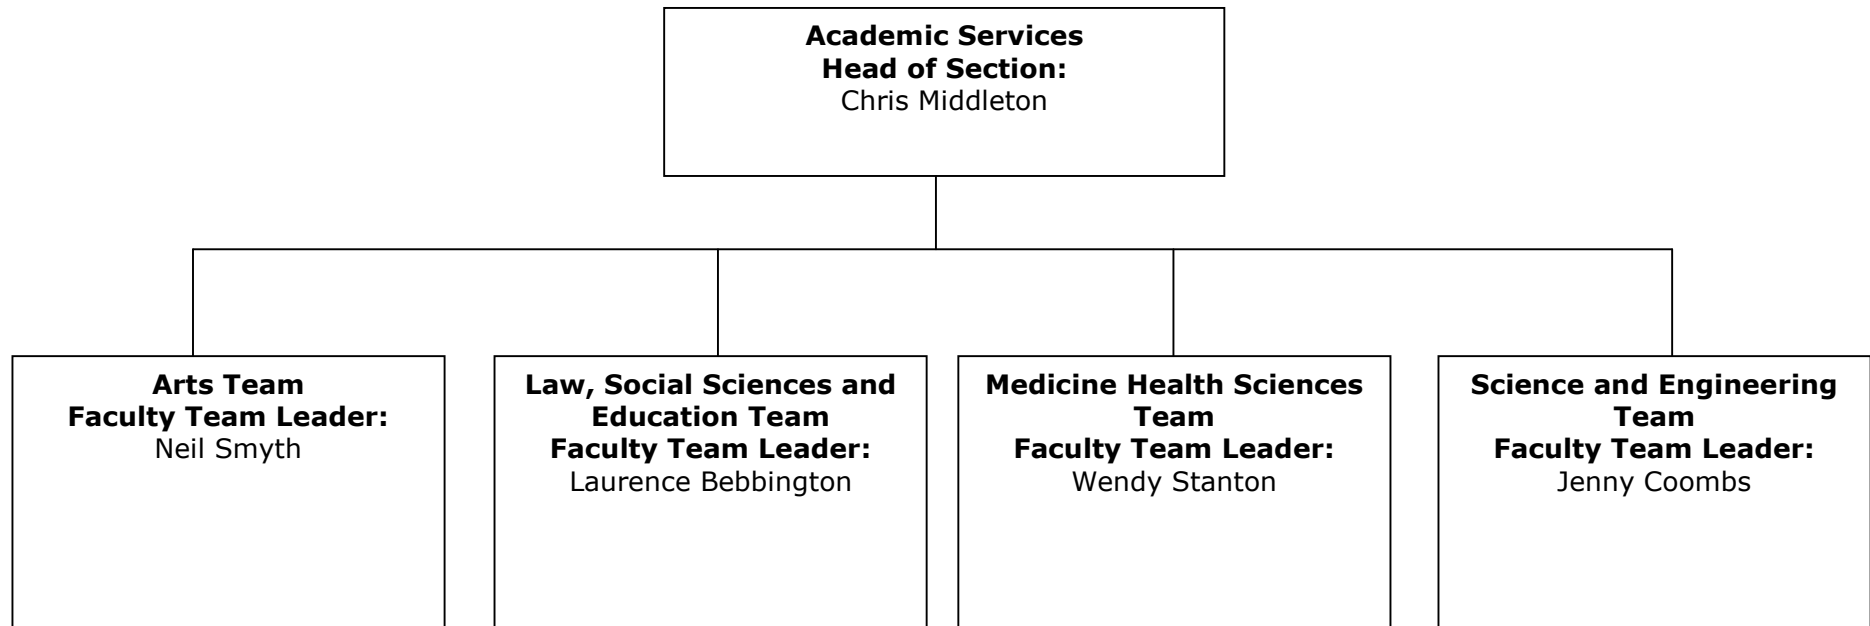 Academic Services
Head of Section:
Chris Middleton
Arts Team
Faculty Team Leader:
Neil Smyth
Law, Social Sciences and
Education Team
Faculty Team Leader:
Laurence Bebbington
Medicine Health Sciences
Team
Faculty Team Leader:
Wendy Stanton
Science and Engineering
Team
Faculty Team Leader:
Jenny Coombs